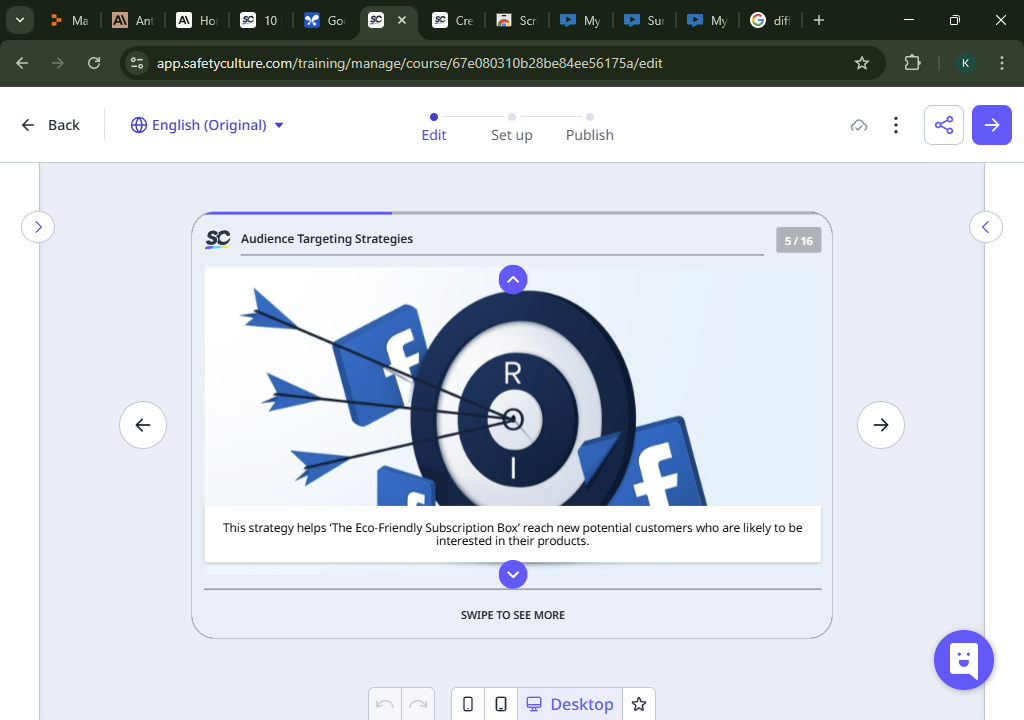 Ma
Ant
Ho
10
Goo
Cre
Scri
My
Sur
My
diff
app.safetyculture.com/training/manage/course/67e080310b28be84ee56175a/edit
K
Back
English (Original)
Edit
Set up
Publish
SC
Audience Targeting Strategies
5 / 16
R
I
This strategy helps ‘The Eco-Friendly Subscription Box’ reach new potential customers who are likely to be
interested in their products.
SWIPE TO SEE MORE
Desktop